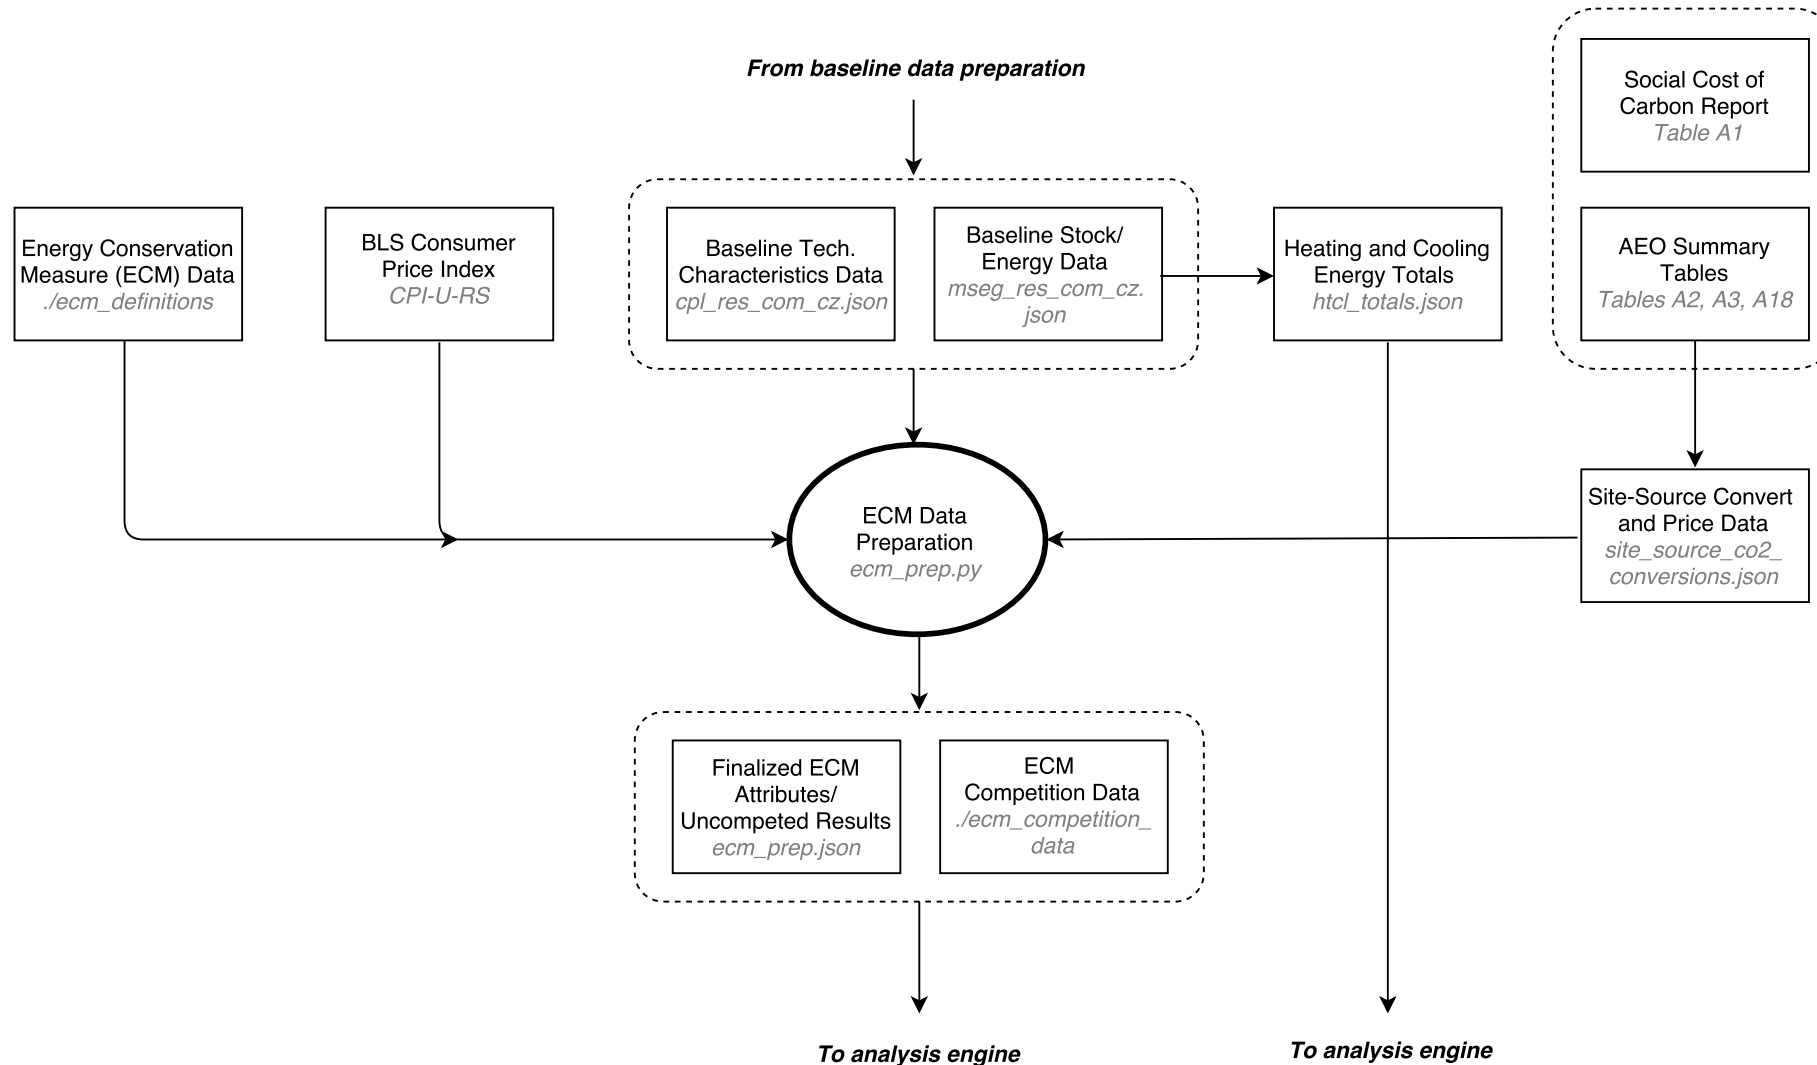 From baseline data preparation
Social Cost of
Carbon Report
Table A1
Energy Conservation
Measure (ECM) Data
./ecm_definitions
BLS Consumer
Price Index
CPI-U-RS
Baseline Tech.
Characteristics Data
cpl_res_com_cz.json
Baseline Stock/
Energy Data
mseg_res_com_cz.
json
Heating and Cooling
Energy Totals
htcl_totals.json
AEO Summary
Tables
Tables A2, A3, A18
ECM Data
Preparation
ecm_prep.py
Site-Source Convert
and Price Data
site_source_co2_
conversions.json
Finalized ECM
Attributes/
Uncompeted Results
ecm_prep.json
ECM
Competition Data
./ecm_competition_
data
To analysis engine
To analysis engine